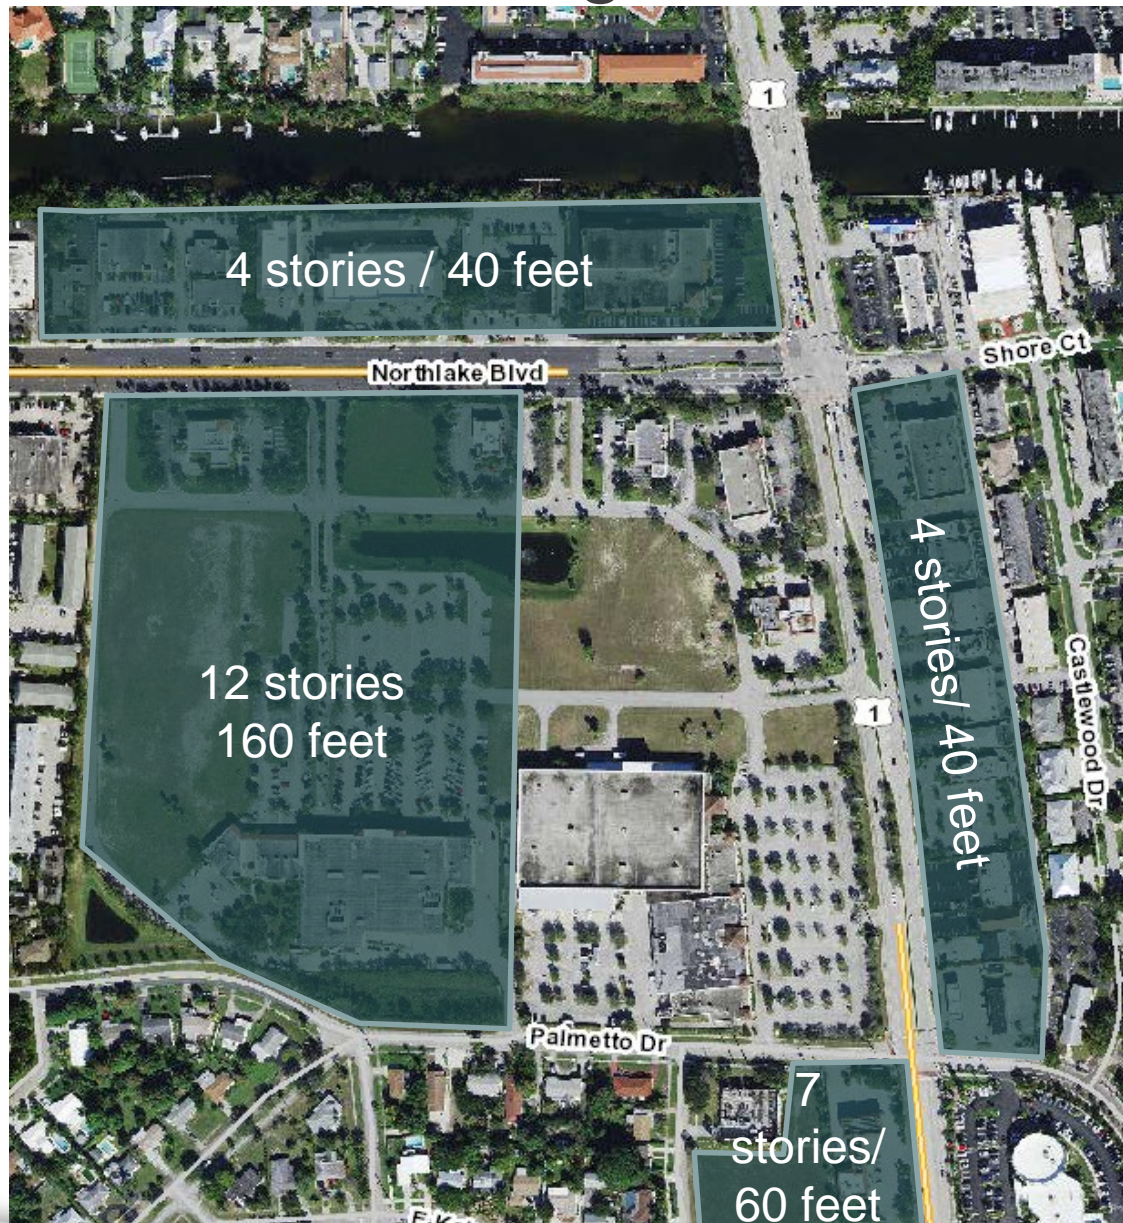 1
4 stories / 40 feet
Shore Ct
Northlake Blvd
4 stories/ 40 feet
12 stories
160 feet
Castlewood Dr
1
Palmetto Dr
7
stories/
60 feet